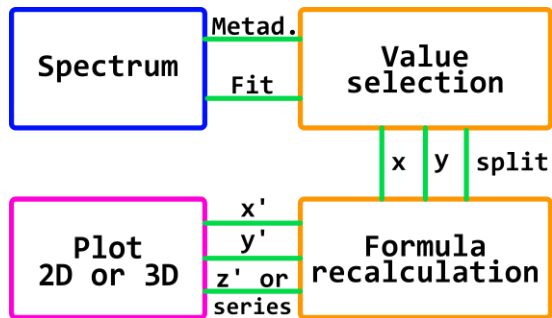 Spectrum
Metad.
Fit
Value
selection
x
y
split
Formula
recalculation
x'
y'
z' or
series
Plot
2D or 3D